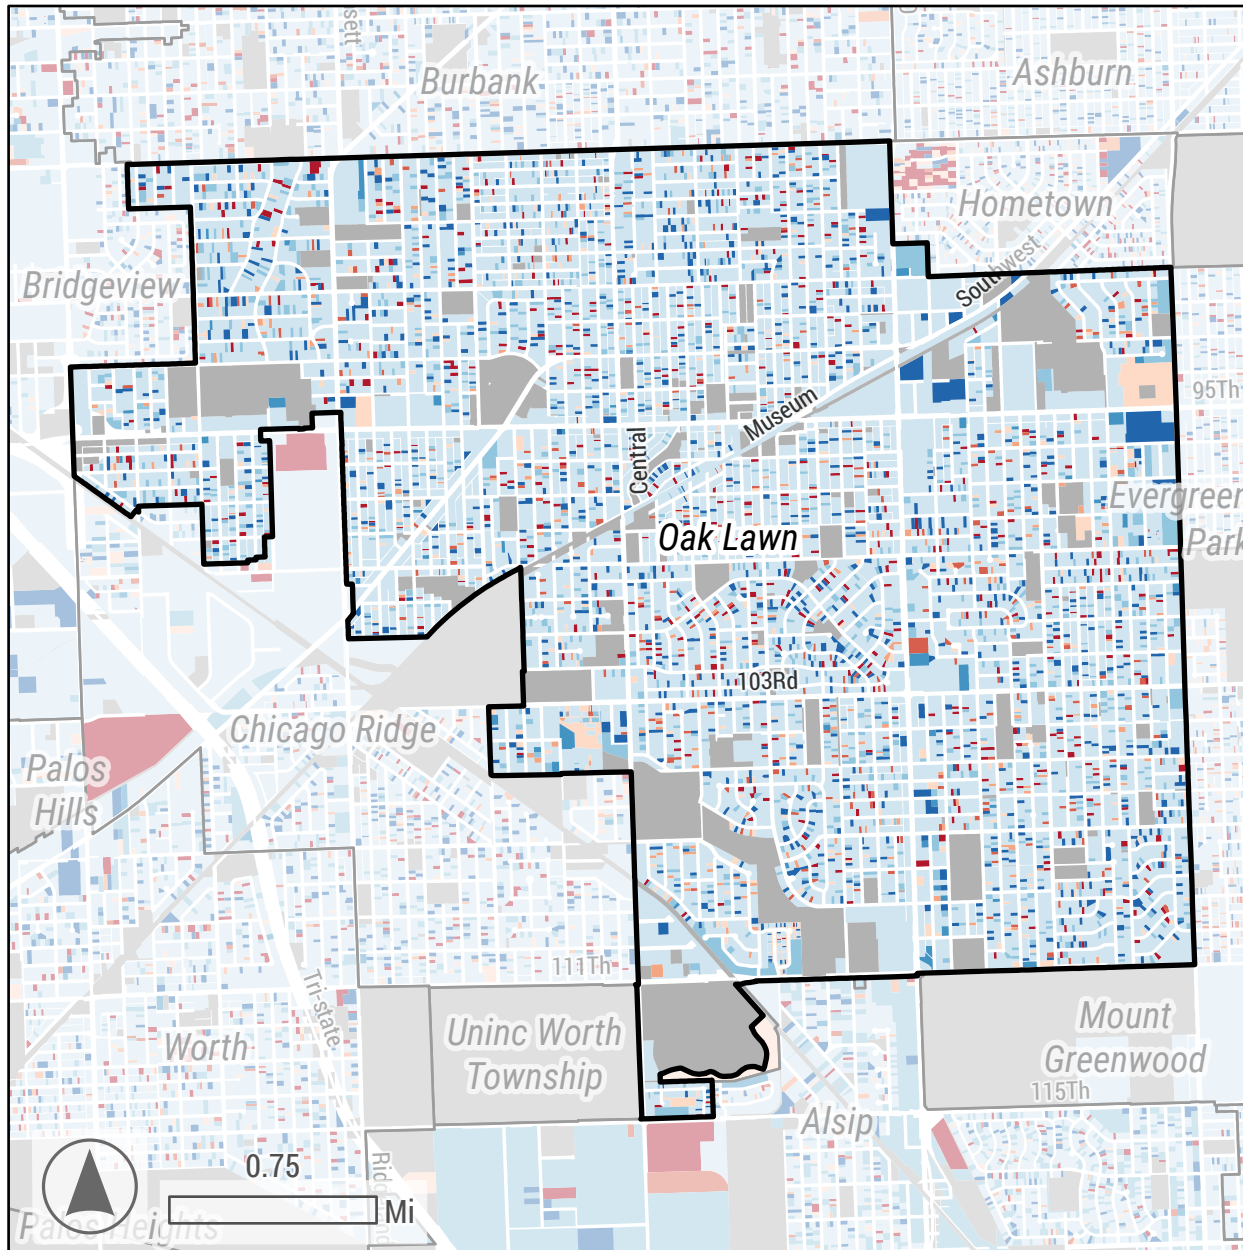 Burbank
Ashburn
Hometown
Bridgeview
Southwest
95Th
Museum
Central
Evergreen
Park
Oak Lawn
103Rd
Chicago Ridge
Palos
Hills
111Th
Tri-state
Worth
Uninc Worth
Township
Mount
Greenwood
115Th
Alsip
0.75
Mi
Palos Heights